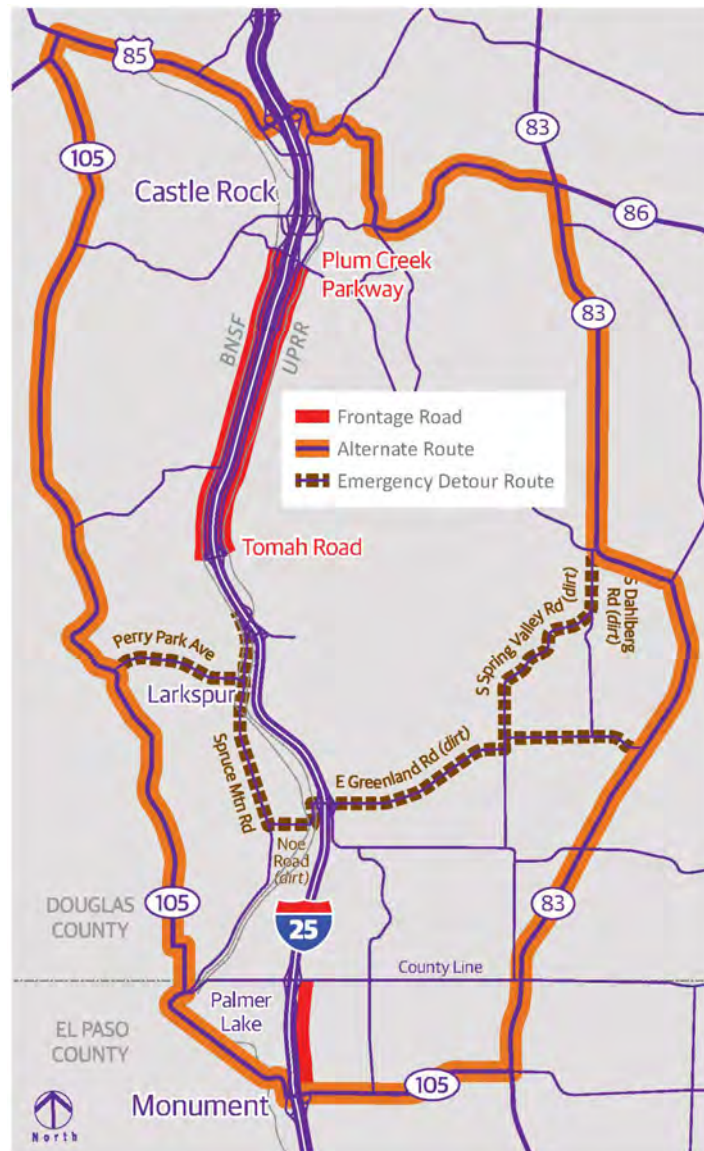 85
83
105
Castle Rock
86
Plum Creek
Parkway
83
BNSF
UPRR
Frontage Road
Alternate Route
Emergency Detour Route
Tomah Road
S Spring Valley Rd (dirt)
S Dahlberg
Rd (dirt)
Perry Park Ave
Larkspur
Spruce Mtn Rd
E Greenland Rd (dirt)
Noe
Road
(dirt)
DOUGLAS
COUNTY
105
25
83
County Line
Palmer
Lake
EL PASO
COUNTY
105
Monument
North